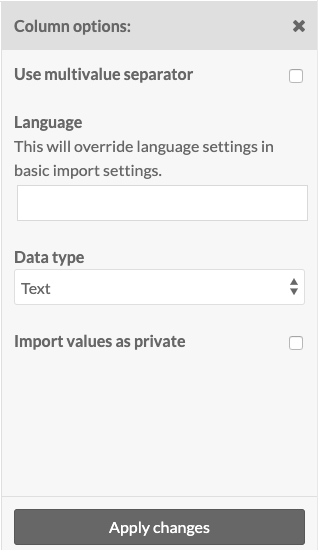 Column options:
Use multivalue separator
Language
This will override language settings in
basic import settings.
Data type
Text
Import values as private
Apply changes